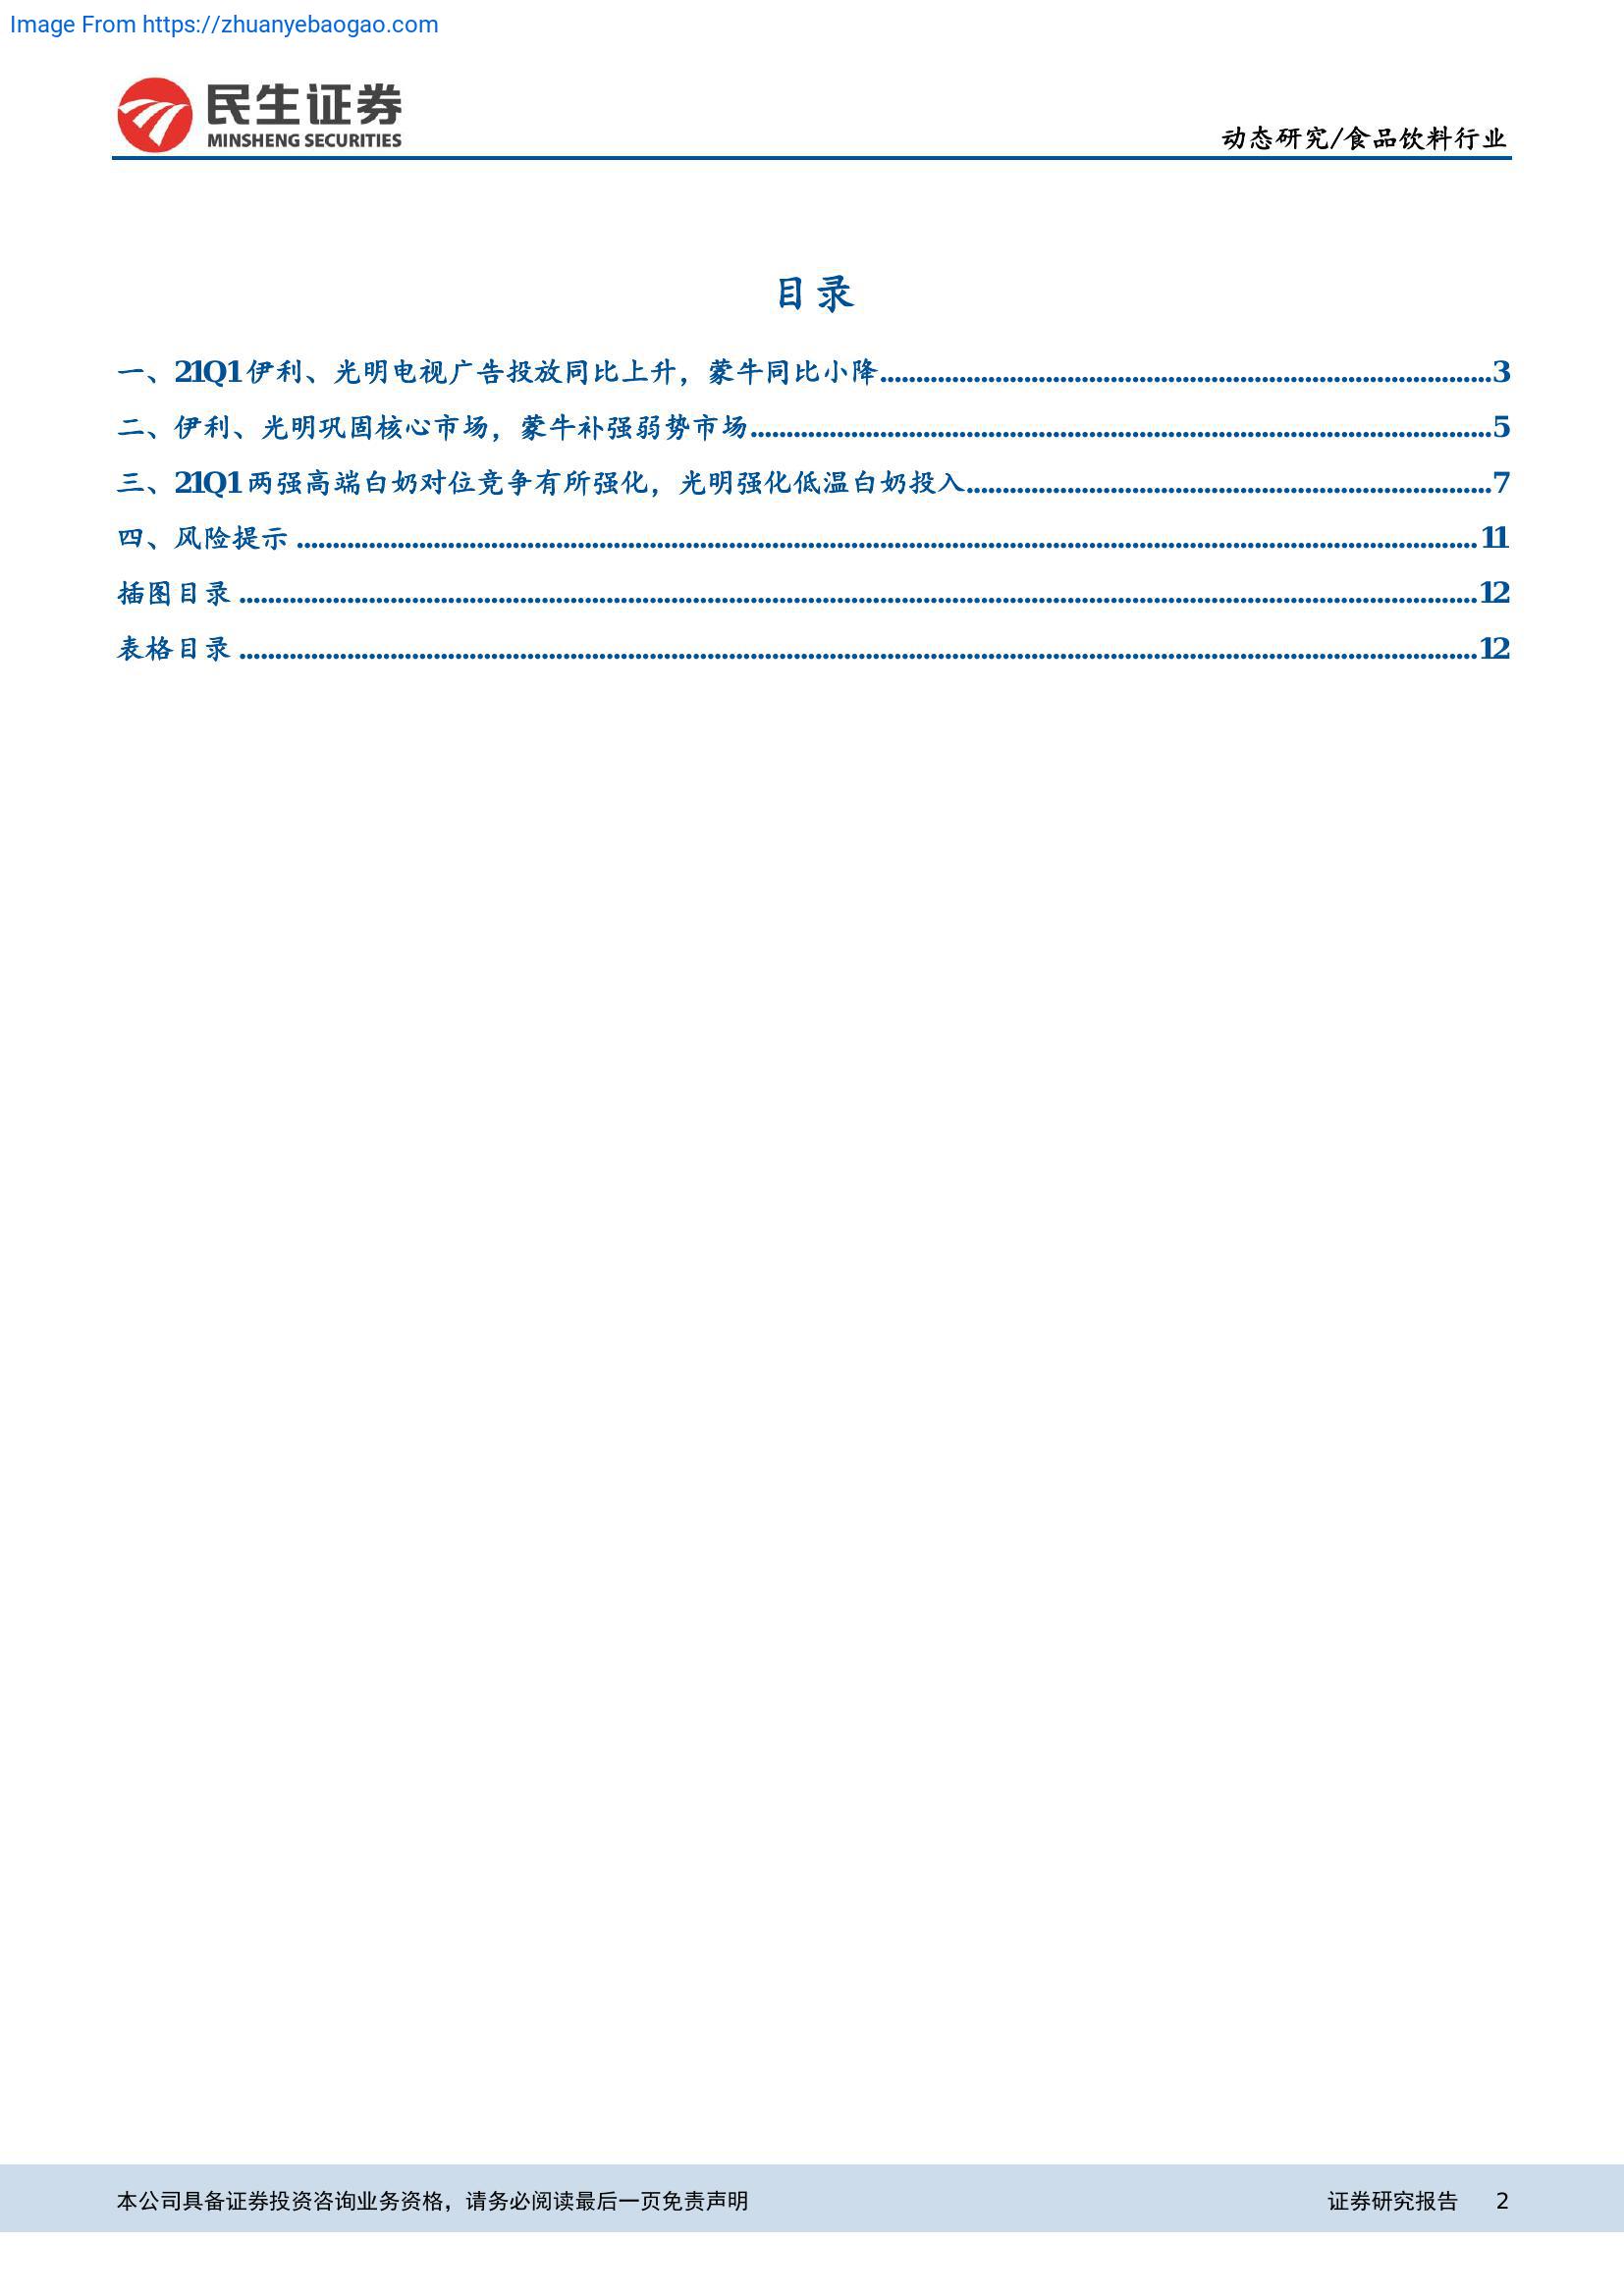 Image From https://zhuanyebaogao.com
民生证券
MINSHENG SECURITIES
动态研究/食品饮料行业
目录
一、21Q1 伊利、光明电视广告投放同比上升，蒙牛同比小降....................3
二、伊利、光明巩固核心市场，蒙牛补强弱势市场....................5
三、21Q1 两强高端白奶对位竞争有所强化，光明强化低温白奶投入....................7
四、风险提示....................11
插图目录....................12
表格目录....................12
本公司具备证券投资咨询业务资格，请务必阅读最后一页免责声明
证券研究报告 2